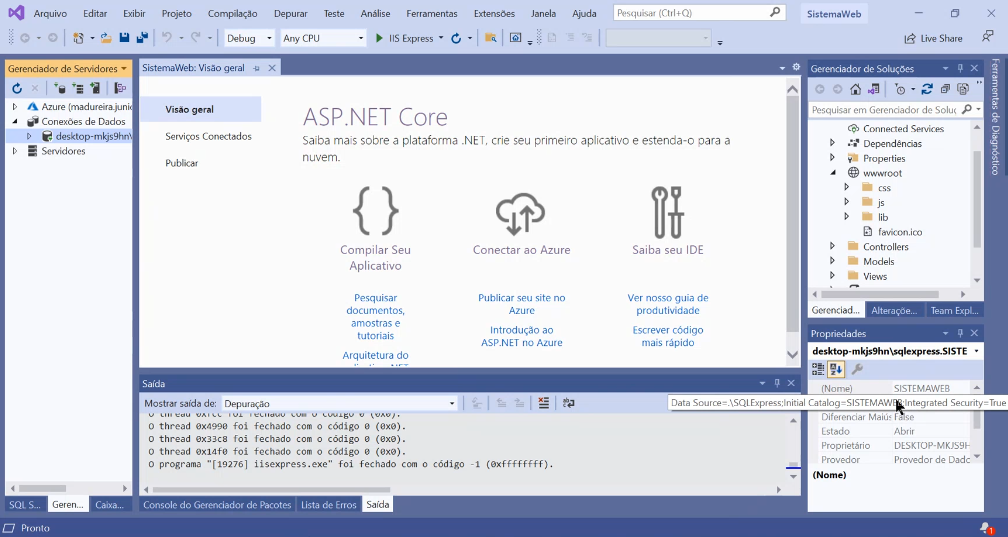 Arquivo Editar Exibir Projeto Compilação Depurar Teste Análise Ferramentas Extensões Janela Ajuda Pesquisar (Ctrl+Q) SistemaWeb
Debug Any CPU IIS Express Live Share
Gerenciador de Servidores
Azure (madureira.junio
Conexões de Dados
desktop-mkjs9hn\
Servidores
SQL S... Geren... Caixa...
SistemaWeb: Visão geral
Visão geral
Serviços Conectados
Publicar
ASP.NET Core
Saiba mais sobre a plataforma .NET, crie seu primeiro aplicativo e estenda-o para a
nuvem.
Compilar Seu
Aplicativo
Pesquisar
documentos,
amostras e
tutoriais
Arquitetura do
Conectar ao Azure
Publicar seu site no
Azure
Introdução ao
ASP.NET no Azure
Saiba seu IDE
Ver nosso guia de
produtividade
Escrever código
mais rápido
Saída
Mostrar saída de: Depuração
O thread 0x1fcc foi fechado com o código 0 (0x0).
O thread 0x4990 foi fechado com o código 0 (0x0).
O thread 0x33c8 foi fechado com o código 0 (0x0).
O thread 0x14f0 foi fechado com o código 0 (0x0).
O programa "[19276] iisexpress.exe" foi fechado com o código -1 (0xffffffff).
Console do Gerenciador de Pacotes Lista de Erros Saída
Gerenciador de Soluções
Pesquisar em Gerenciador de Soluç
Connected Services
Dependências
Properties
wwwroot
css
js
lib
favicon.ico
Controllers
Models
Views
Gerenciad... Alteraçõe... Team Expl...
Propriedades
desktop-mkjs9hn\sqlexpress.SISTE
(Nome) SISTEMAWEB
Data Source=.\SQLExpress;Initial Catalog=SISTEMAWEB;Integrated Security=True
Diferenciar Maiús False
Estado Abrir
Proprietário DESKTOP-MKJS9H
Provedor Provedor de Dado
(Nome)
Ferramentas de Diagnóstico
Pronto
1